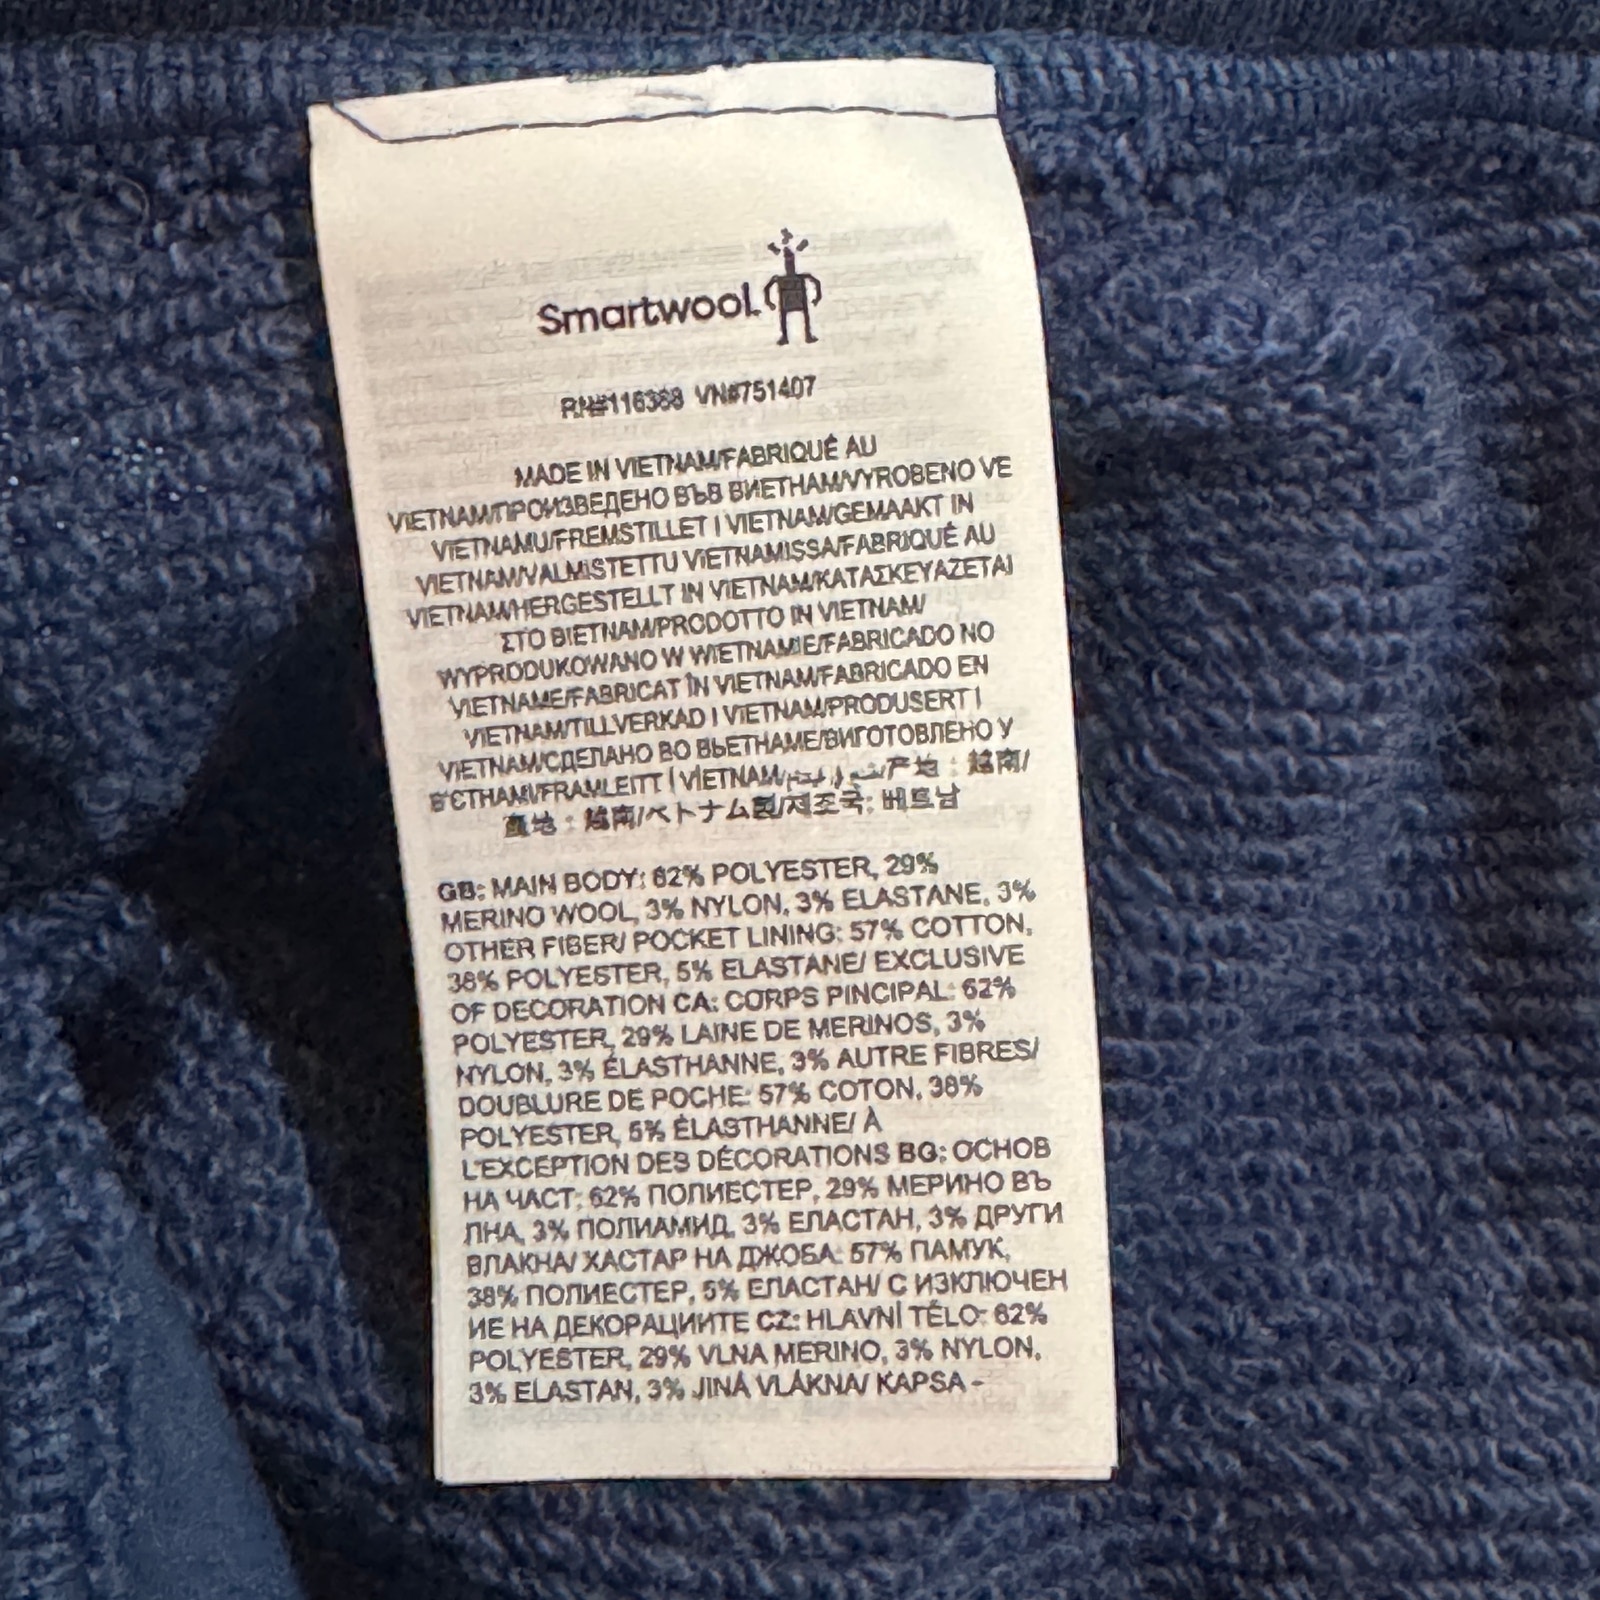 Smartwool
RN#116388 VN#751407
MADE IN VIETNAM/FABRIQUÉ AU
VIETNAM/ПРОИЗВЕДЕНО ВЪВ ВИЕТНАМ/VYROBENO VE
VIETNAMU/FREMSTILLET I VIETNAM/GEMAAKT IN
VIETNAM/VALMISTETTU VIETNAMISSA/FABRIQUÉ AU
VIETNAM/HERGESTELLT IN VIETNAM/ΚΑΤΑΣΚΕΥΑΖΕΤΑΙ
ΣΤΟ ΒΙΕΤΝΑΜ/PRODOTTO IN VIETNAM/
WYPRODUKOWANO W WIETNAMIE/FABRICADO NO
VIETNAME/FABRICAT ÎN VIETNAM/FABRICADO EN
VIETNAM/TILLVERKAD I VIETNAM/PRODUSERT I
VIETNAM/СДЕЛАНО ВО ВЬЕТНАМЕ/ВИГОТОВЛЕНО У
В'ЄТНАМІ/FRAMLEITT Í VIETNAM/产地：越南/
產地：越南/ベトナム製/제조국: 베트남
GB: MAIN BODY: 62% POLYESTER, 29%
MERINO WOOL, 3% NYLON, 3% ELASTANE, 3%
OTHER FIBER/ POCKET LINING: 57% COTTON,
38% POLYESTER, 5% ELASTANE/ EXCLUSIVE
OF DECORATION CA: CORPS PINCIPAL: 62%
POLYESTER, 29% LAINE DE MERINOS, 3%
NYLON, 3% ÉLASTHANNE, 3% AUTRE FIBRES/
DOUBLURE DE POCHE: 57% COTON, 38%
POLYESTER, 5% ÉLASTHANNE/ À
L'EXCEPTION DES DÉCORATIONS BG: ОСНОВ
НА ЧАСТ: 62% ПОЛИЕСТЕР, 29% МЕРИНО ВЪ
ЛНА, 3% ПОЛИАМИД, 3% ЕЛАСТАН, 3% ДРУГИ
ВЛАКНА/ ХАСТАР НА ДЖОБА: 57% ПАМУК,
38% ПОЛИЕСТЕР, 5% ЕЛАСТАН/ С ИЗКЛЮЧЕН
ИЕ НА ДЕКОРАЦИИТЕ CZ: HLAVNÍ TĚLO: 62%
POLYESTER, 29% VLNA MERINO, 3% NYLON,
3% ELASTAN, 3% JINÁ VLÁKNA/ KAPSA -